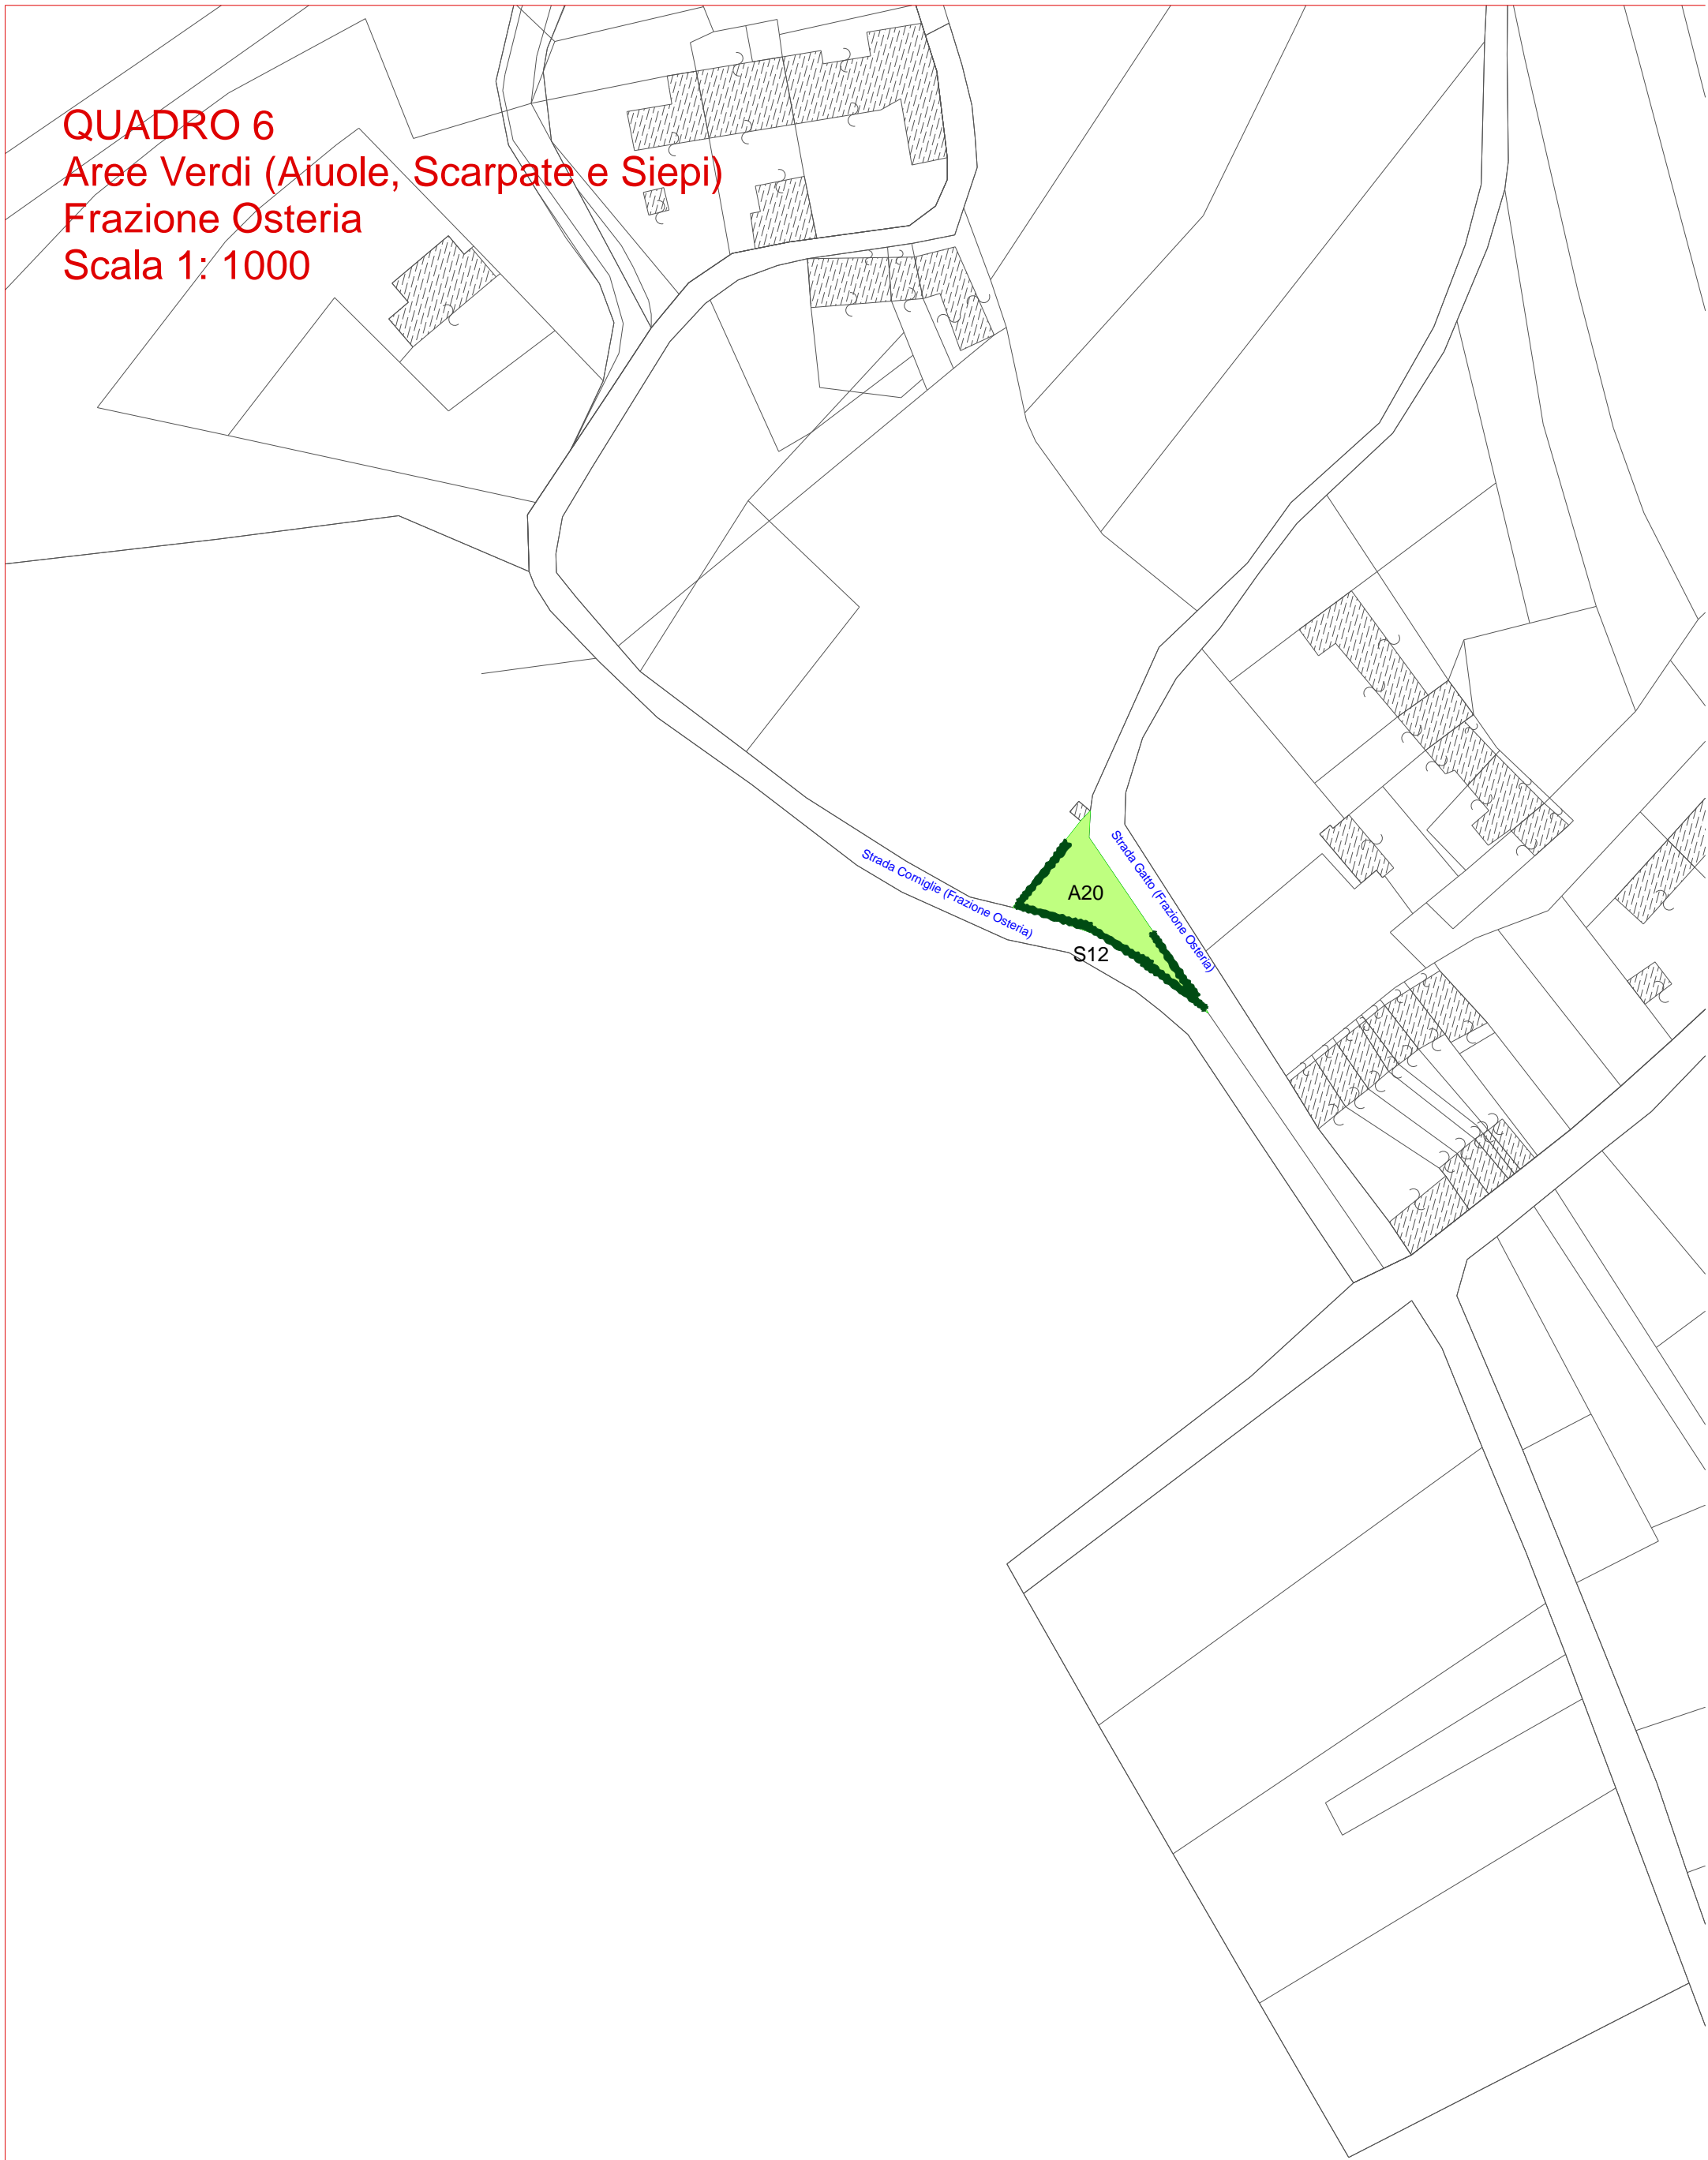 QUADRO 6
Aree Verdi (Aiuole, Scarpate e Siepi)
Frazione Osteria
Scala 1: 1000
Strada Corniglie (Frazione Osteria)
Strada Gatto (Frazione Osteria)
A20
S12